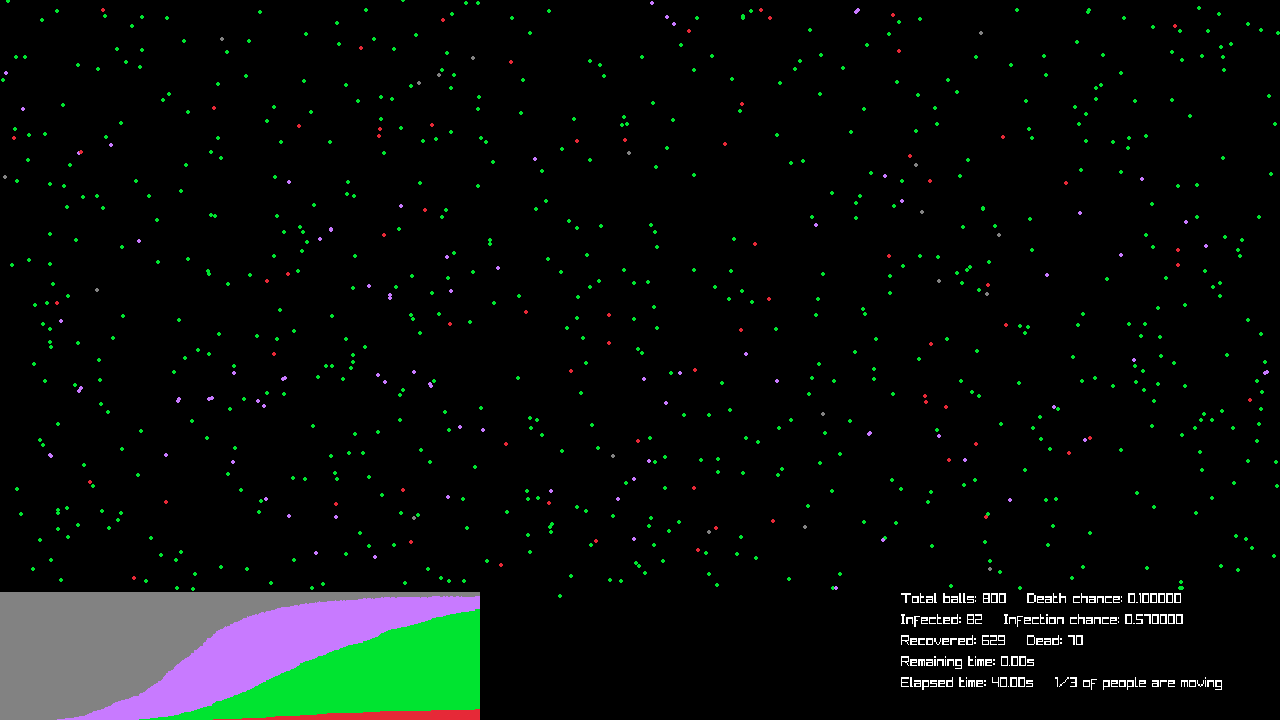 Total balls: 800 Death chance: 0.100000
Infected: 82 Infection chance: 0.570000
Recovered: 629 Dead: 70
Remaining time: 0.00s
Elapsed time: 40.00s 1/3 of people are moving